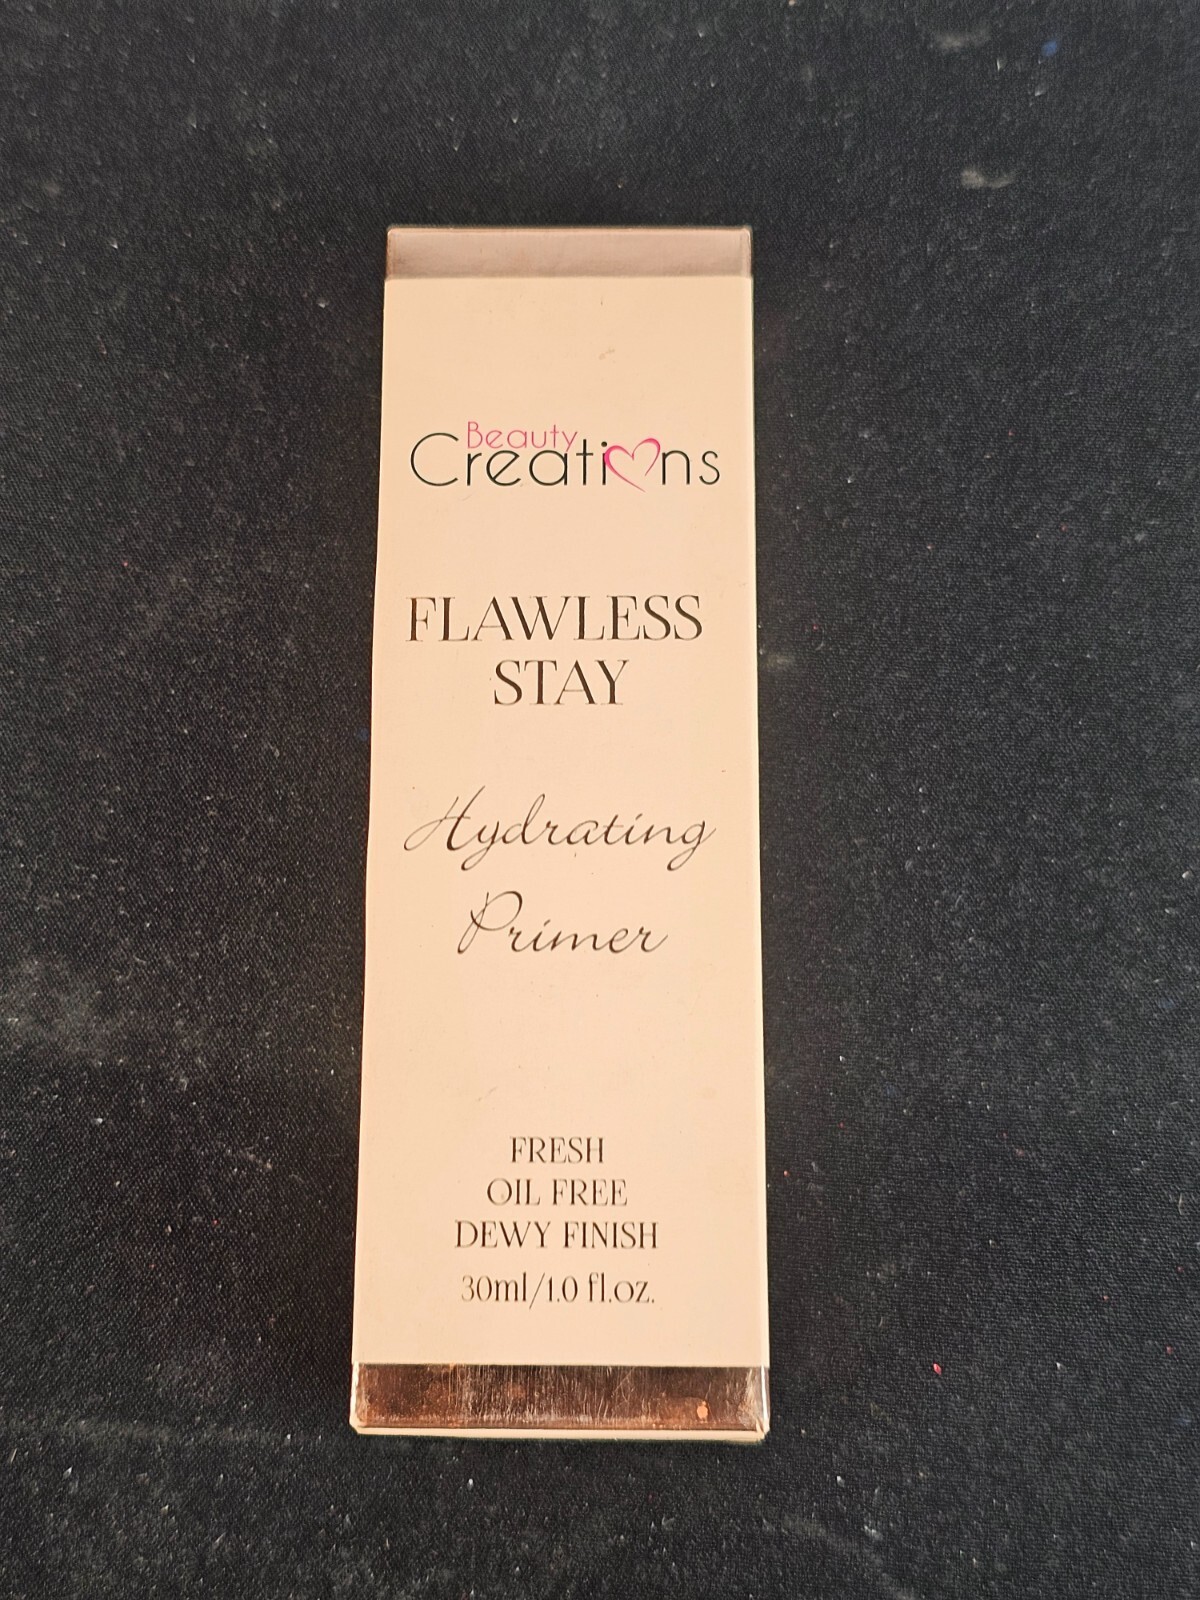 Beauty
Creations
FLAWLESS
STAY
Hydrating
Primer
FRESH
OIL FREE
DEWY FINISH
30ml/1.0 fl.oz.